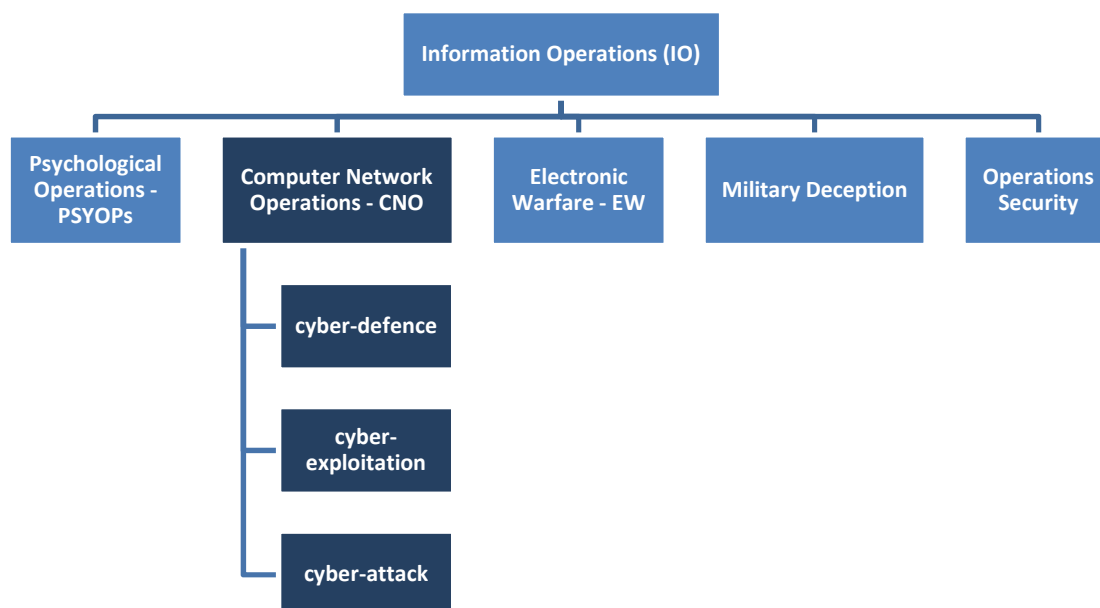 Information Operations (IO)
Psychological
Operations -
PSYOPs
Computer Network
Operations - CNO
Electronic
Warfare - EW
Military Deception
Operations
Security
cyber-defence
cyber-
exploitation
cyber-attack